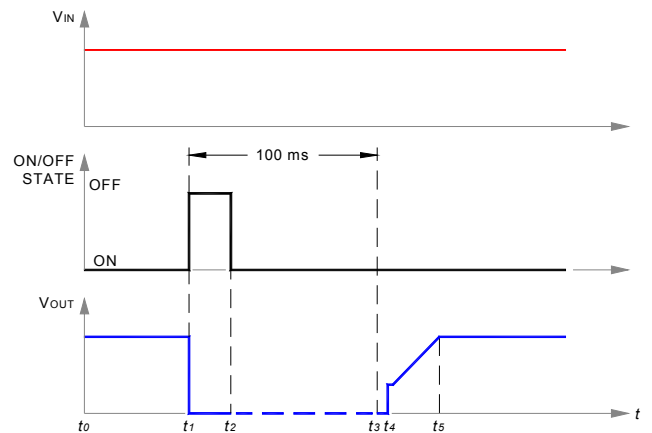 VIN
100 ms
ON/OFF
STATE
OFF
ON
VOUT
t0 t1 t2 t3 t4 t5 t